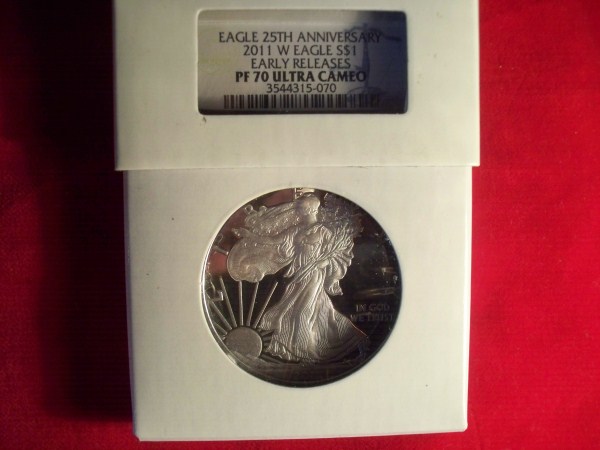 EAGLE 25TH ANNIVERSARY
2011 W EAGLE S$1
EARLY RELEASES
PF 70 ULTRA CAMEO
3544315-070
IN GOD
WE TRUST